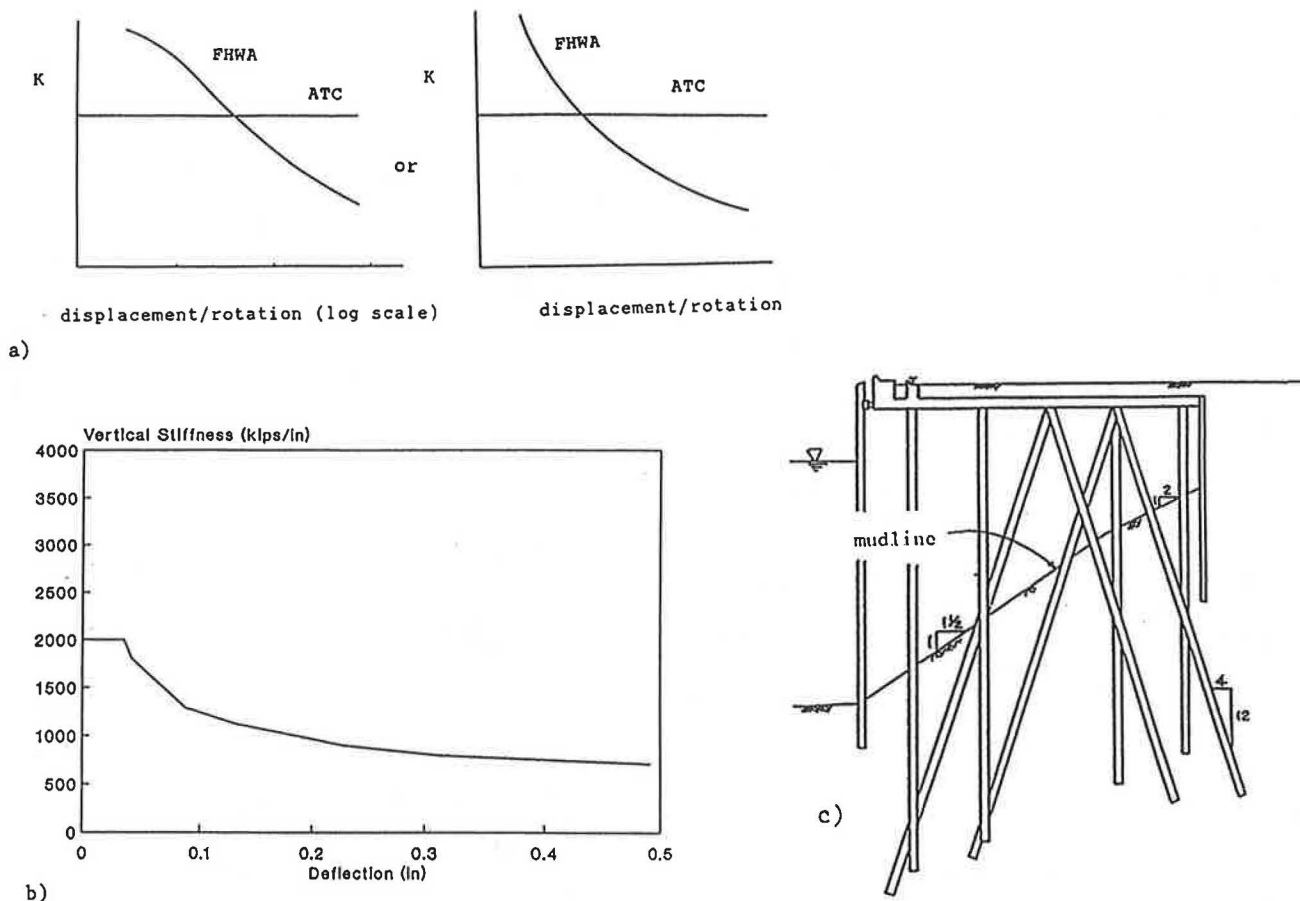 K
FHWA
ATC
or
K
FHWA
ATC
displacement/rotation (log scale)
displacement/rotation
a)
Vertical Stiffness (kips/in)
4000
3500
3000
2500
2000
1500
1000
500
0
0
0.1
0.2
0.3
0.4
0.5
Deflection (in)
b)
2
1
mudline
1½
1
4
12
c)